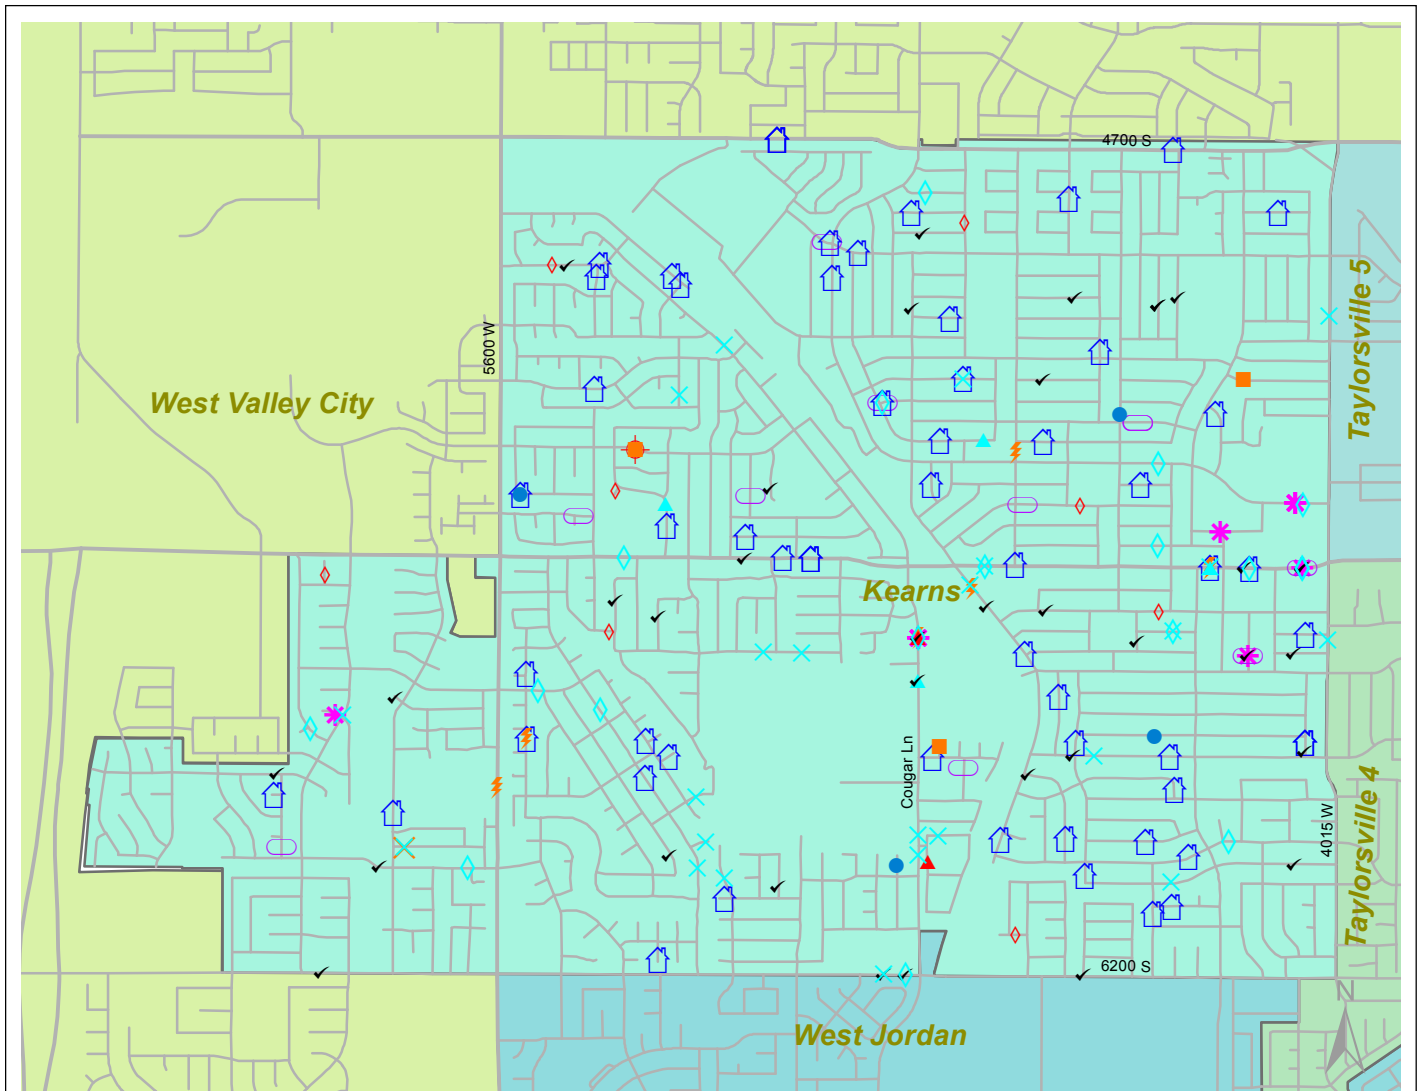 4700 S
Taylorsville 5
5600 W
West Valley City
Kearns
Cougar Ln
4015 W
Taylorsville 4
6200 S
N
West Jordan